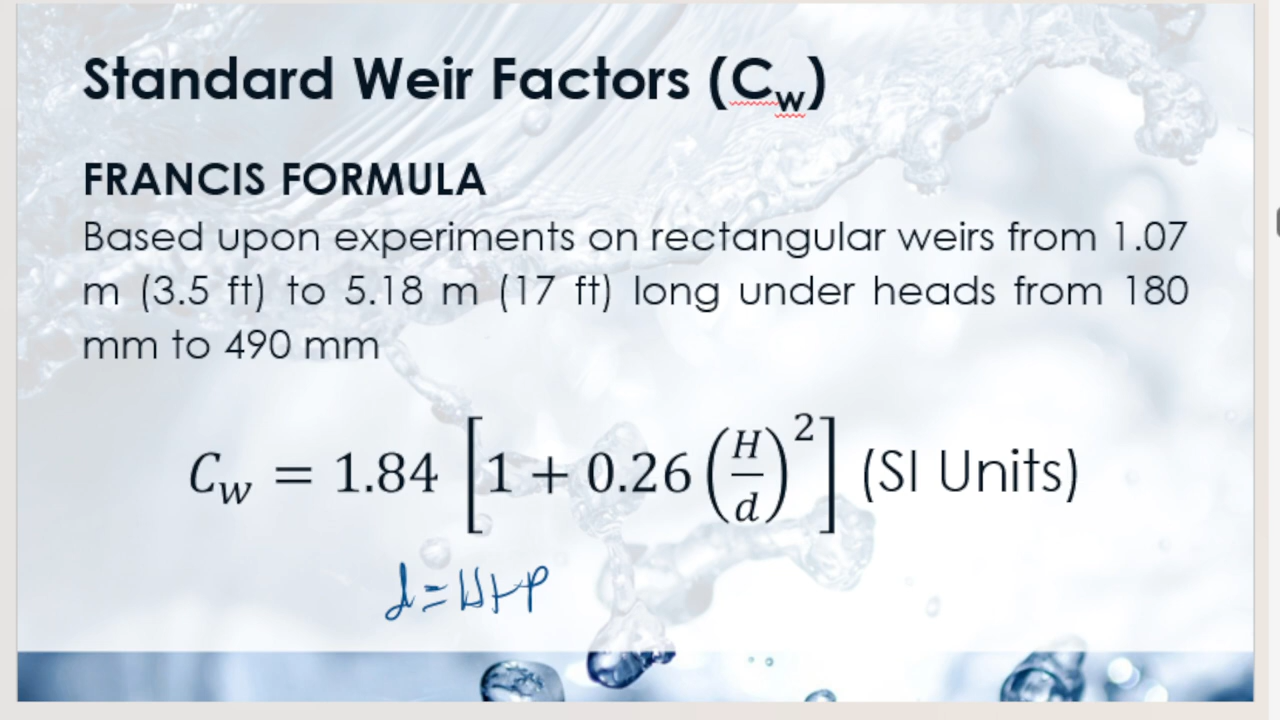 Standard Weir Factors (C_w)
FRANCIS FORMULA
Based upon experiments on rectangular weirs from 1.07
m (3.5 ft) to 5.18 m (17 ft) long under heads from 180
mm to 490 mm
C_w = 1.84 [1 + 0.26 (H/d)^2] (SI Units)
d = H+P